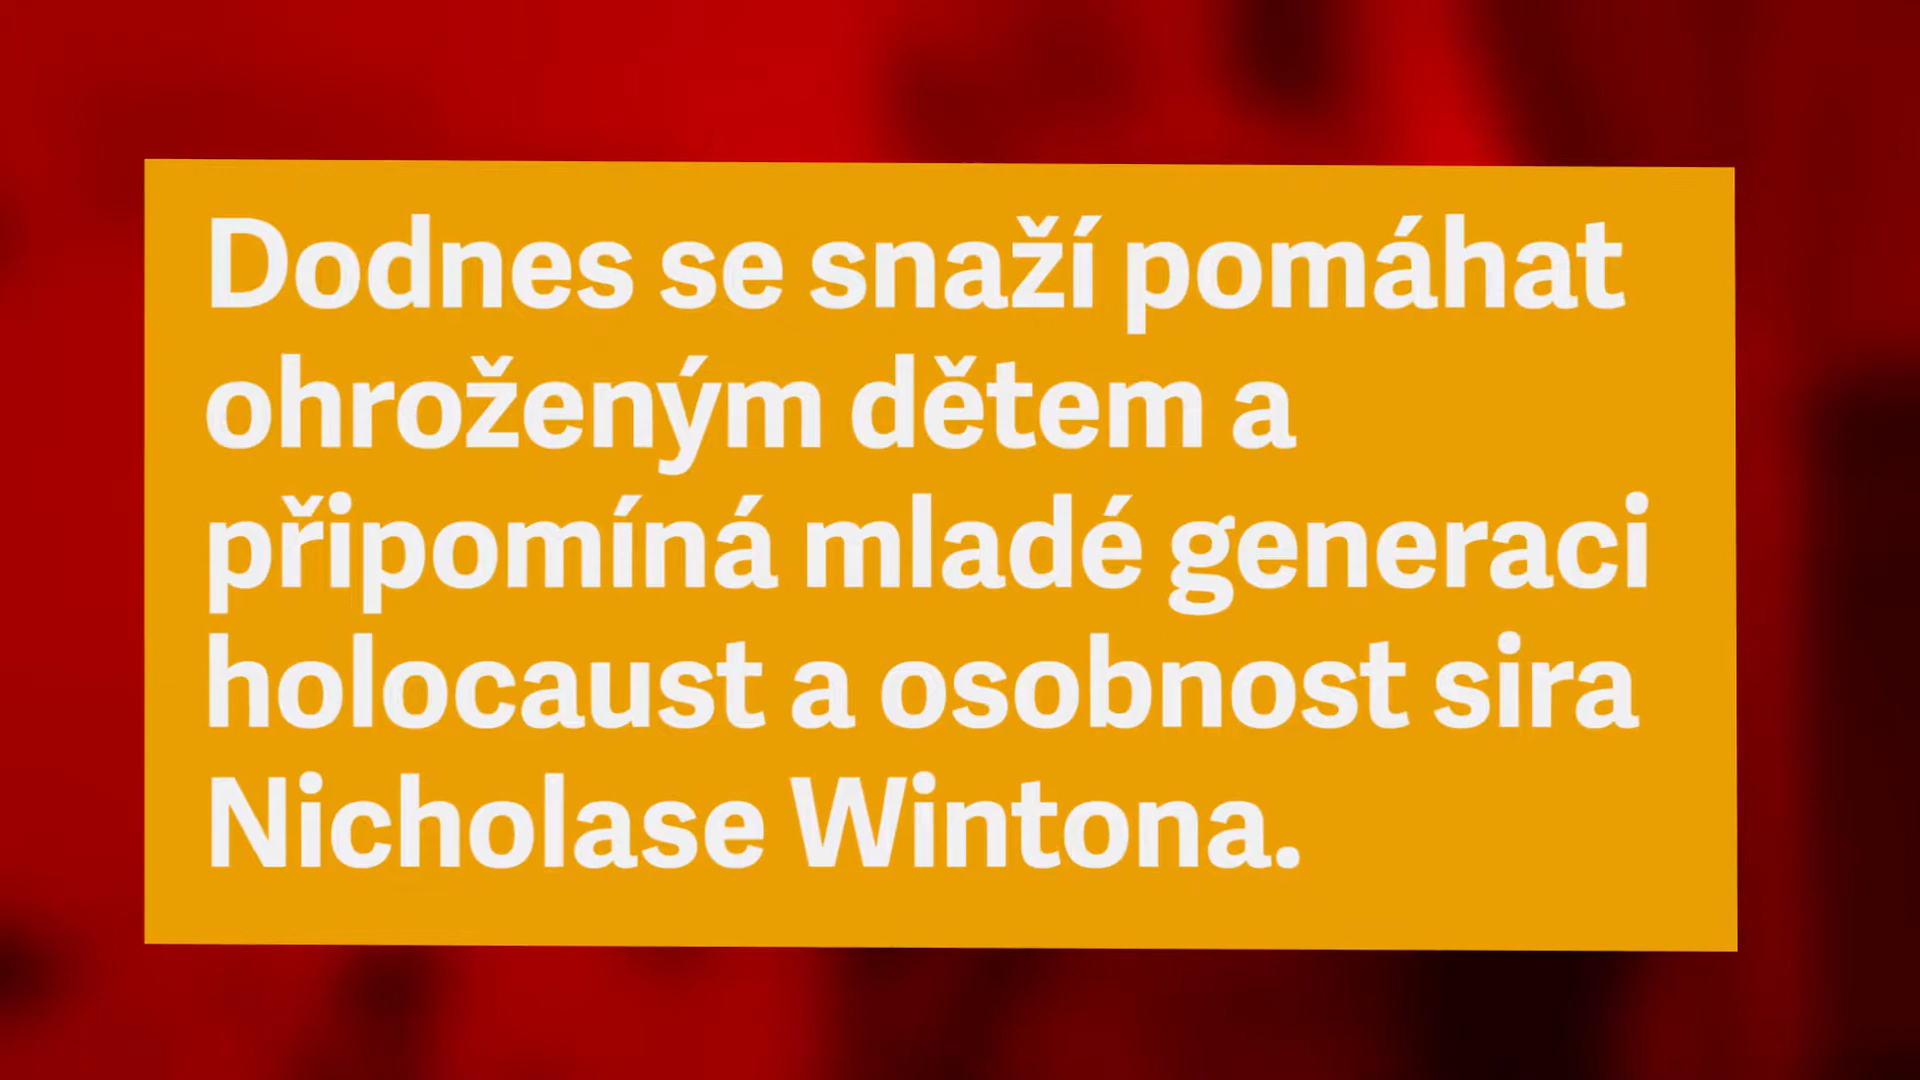 Dodnes se snaží pomáhat
ohroženým dětem a
připomíná mladé generaci
holocaust a osobnost sira
Nicholase Wintona.